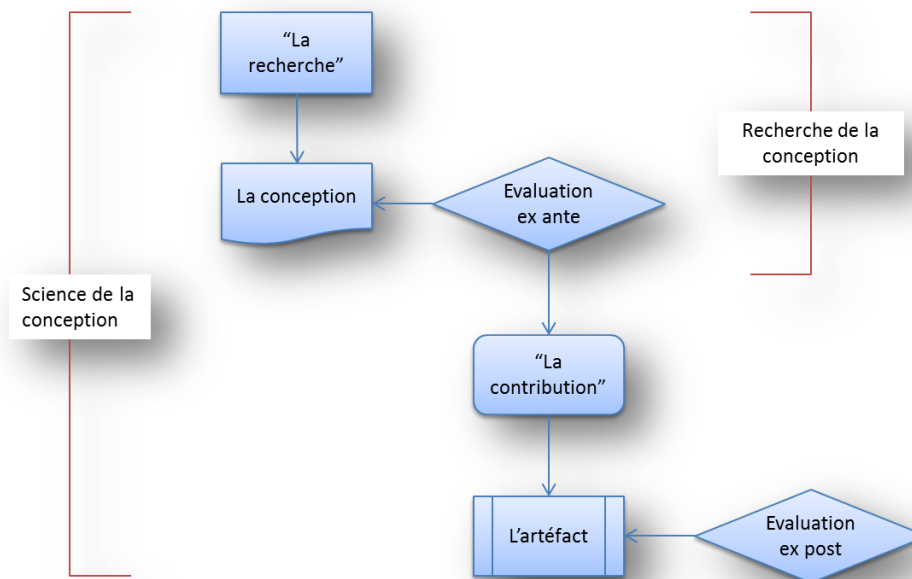 “La
recherche”
Recherche de la
conception
La conception
Evaluation
ex ante
Science de la
conception
“La
contribution”
L’artéfact
Evaluation
ex post